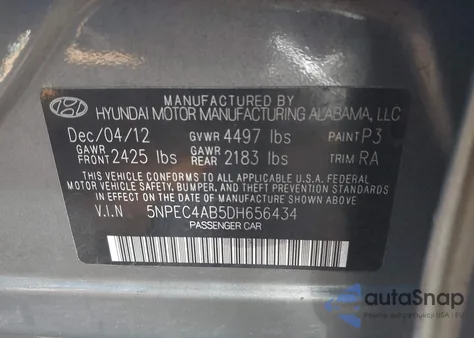 MANUFACTURED BY
HYUNDAI MOTOR MANUFACTURING ALABAMA, LLC
Dec/04/12 GVWR 4497 lbs PAINT P3
GAWR FRONT 2425 lbs GAWR REAR 2183 lbs TRIM RA
THIS VEHICLE CONFORMS TO ALL APPLICABLE U.S.A. FEDERAL
MOTOR VEHICLE SAFETY, BUMPER, AND THEFT PREVENTION STANDARDS
IN EFFECT ON THE DATE OF MANUFACTURE SHOWN ABOVE.
V.I.N 5NPEC4AB5DH656434
PASSENGER CAR
autoSnap